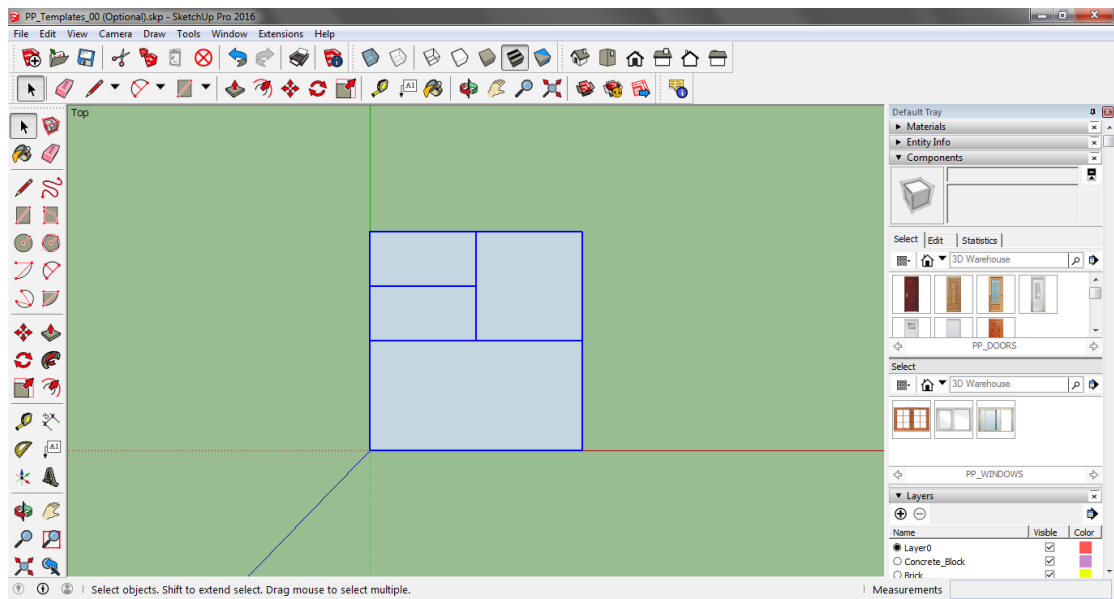 PP_Templates_00 (Optional).skp - SketchUp Pro 2016
File Edit View Camera Draw Tools Window Extensions Help
A1
Top
Default Tray
Materials
Entity Info
Components
Select Edit Statistics
3D Warehouse
PP_DOORS
Select
3D Warehouse
A1
PP_WINDOWS
Layers
Name Visible Color
Layer0
Concrete_Block
Brick
Select objects. Shift to extend select. Drag mouse to select multiple.
Measurements